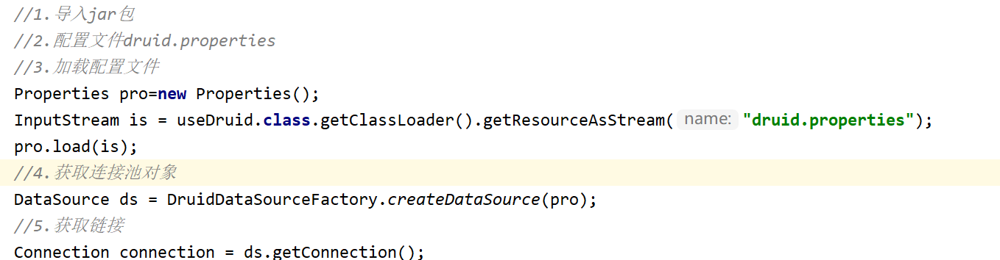 //1.导入jar包
//2.配置文件druid.properties
//3.加载配置文件
Properties pro=new Properties();
InputStream is = useDruid.class.getClassLoader().getResourceAsStream( name: "druid.properties");
pro.load(is);
//4.获取连接池对象
DataSource ds = DruidDataSourceFactory.createDataSource(pro);
//5.获取链接
Connection connection = ds.getConnection();